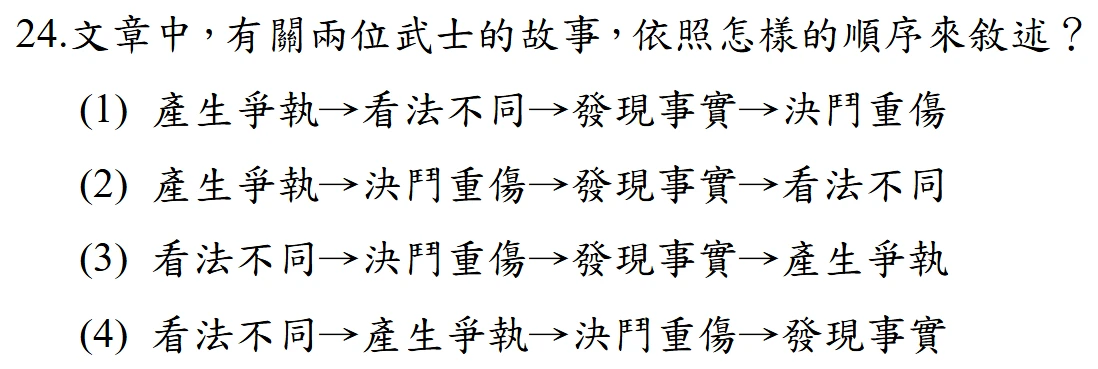 24.文章中，有關兩位武士的故事，依照怎樣的順序來敘述？
(1) 產生爭執→看法不同→發現事實→決鬥重傷
(2) 產生爭執→決鬥重傷→發現事實→看法不同
(3) 看法不同→決鬥重傷→發現事實→產生爭執
(4) 看法不同→產生爭執→決鬥重傷→發現事實